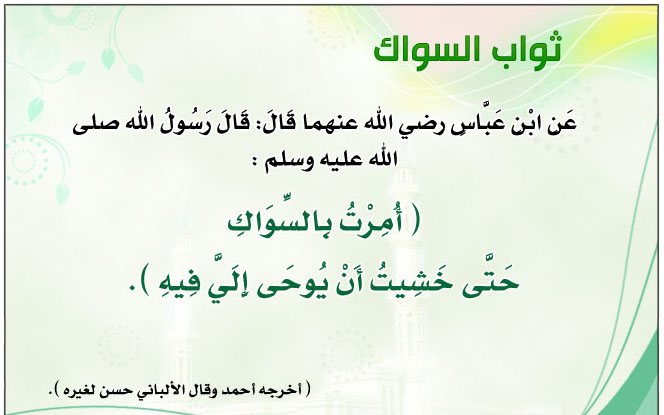 ثواب السواك
عَن ابْن عَبَّاسٍ رضي الله عنهما قَالَ: قَالَ رَسُولُ الله صلى
الله عليه وسلم :
( أُمِرْتُ بِالسِّوَاكِ
حَتَّى خَشِيتُ أَنْ يُوحَى إِلَيَّ فِيهِ ).
( أخرجه أحمد وقال الألباني حسن لغيره ).